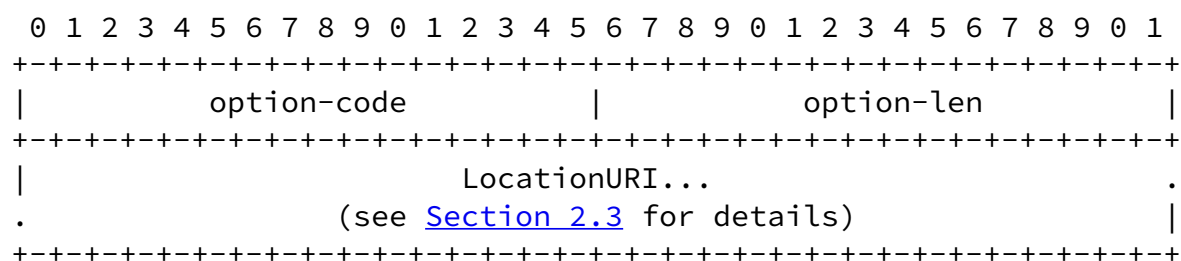 0 1 2 3 4 5 6 7 8 9 0 1 2 3 4 5 6 7 8 9 0 1 2 3 4 5 6 7 8 9 0 1
+-+-+-+-+-+-+-+-+-+-+-+-+-+-+-+-+-+-+-+-+-+-+-+-+-+-+-+-+-+-+-+-+
|          option-code          |           option-len          |
+-+-+-+-+-+-+-+-+-+-+-+-+-+-+-+-+-+-+-+-+-+-+-+-+-+-+-+-+-+-+-+-+
|                        LocationURI...                         .
.                 (see Section 2.3 for details)                 |
+-+-+-+-+-+-+-+-+-+-+-+-+-+-+-+-+-+-+-+-+-+-+-+-+-+-+-+-+-+-+-+-+